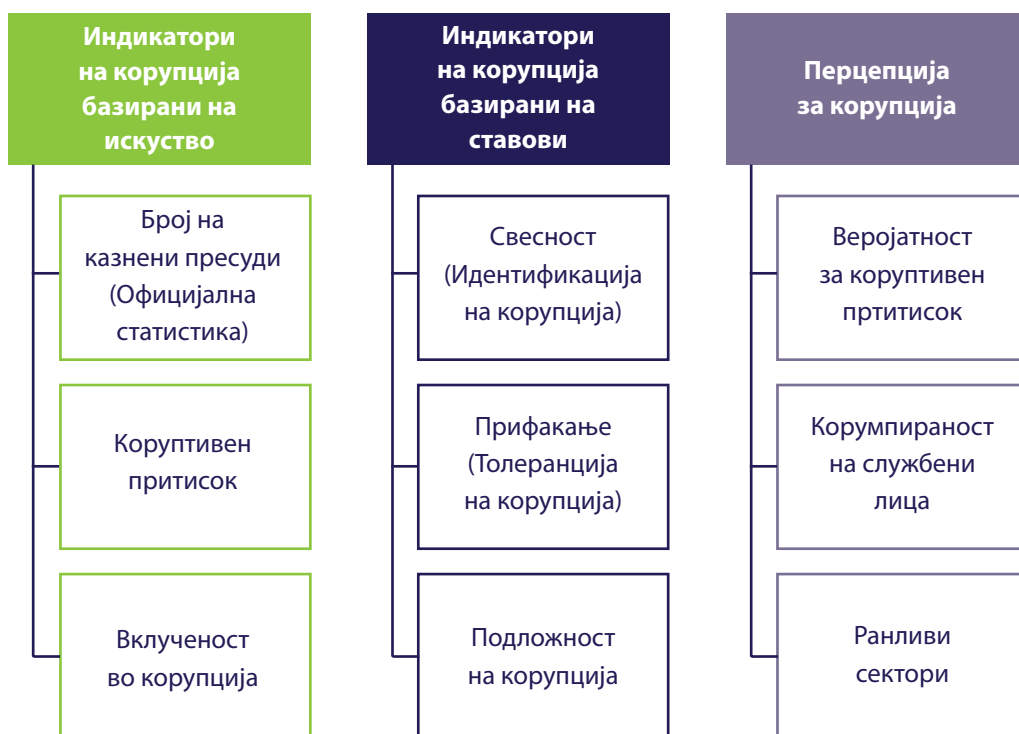 Индикатори
на корупција
базирани на
искуство
Број на
казнени пресуди
(Официјална
статистика)
Коруптивен
притисок
Вклученост
во корупција
Индикатори
на корупција
базирани на
ставови
Свесност
(Идентификација
на корупција)
Прифакање
(Толеранција
на корупција)
Подложност
на корупција
Перцепција
за корупција
Веројатност
за коруптивен
пртитисок
Корумпираност
на службени
лица
Ранливи
сектори